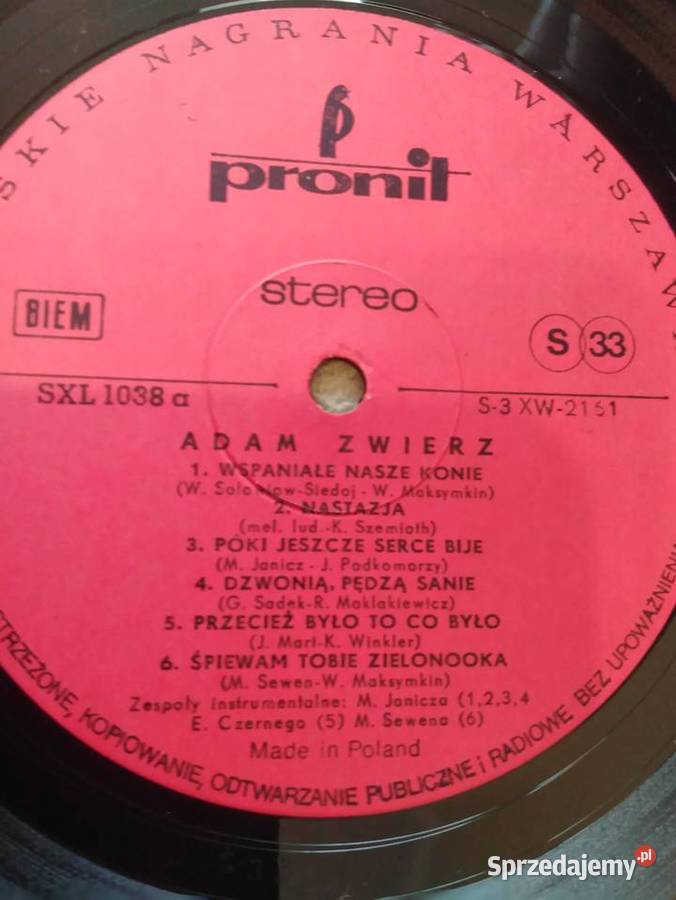 SKIE NAGRANIA WARSZAW
pronit
stereo
BIEM
S 33
SXL 1038 a
S-3 XW-2151
ADAM ZWIERZ
1. WSPANIAŁE NASZE KONIE
(W. Sołowiow-Siedoj - W. Maksymkin)
2. NASTAZJA
(mel. lud.-K. Szemioth)
3. PÓKI JESZCZE SERCE BIJE
(M. Janicz - J. Podkomorzy)
4. DZWONIĄ, PĘDZĄ SANIE
(G. Sadek-R. Maklakiewicz)
5. PRZECIEŻ BYŁO TO CO BYŁO
(J. Mart-K. Winkler)
6. ŚPIEWAM TOBIE ZIELONOOKA
(M. Sewen-W. Maksymkin)
Zespoły instrumentalne: M. Janicza (1,2,3,4
E. Czernego (5) M. Sewena (6)
Made in Poland
STRZEŻONE, KOPIOWANIE, ODTWARZANIE PUBLICZNE i RADIOWE BEZ UPOWAŻNIENIA
Sprzedajemy.pl